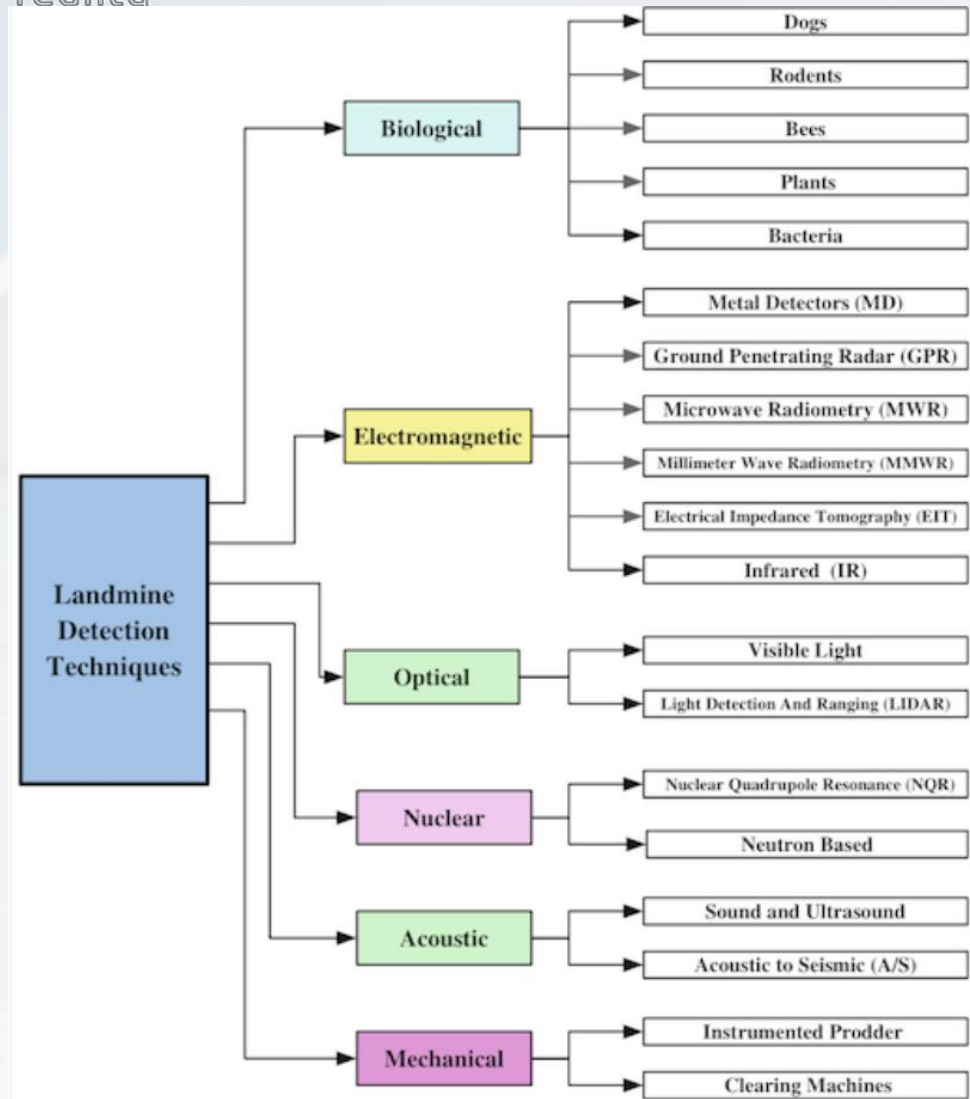 Dogs
Rodents
Biological
Bees
Plants
Bacteria
Metal Detectors (MD)
Ground Penetrating Radar (GPR)
Microwave Radiometry (MWR)
Electromagnetic
Millimeter Wave Radiometry (MMWR)
Electrical Impedance Tomography (EIT)
Infrared (IR)
Landmine
Detection
Techniques
Visible Light
Optical
Light Detection And Ranging (LIDAR)
Nuclear Quadrupole Resonance (NQR)
Nuclear
Neutron Based
Sound and Ultrasound
Acoustic
Acoustic to Seismic (A/S)
Instrumented Prodder
Mechanical
Clearing Machines